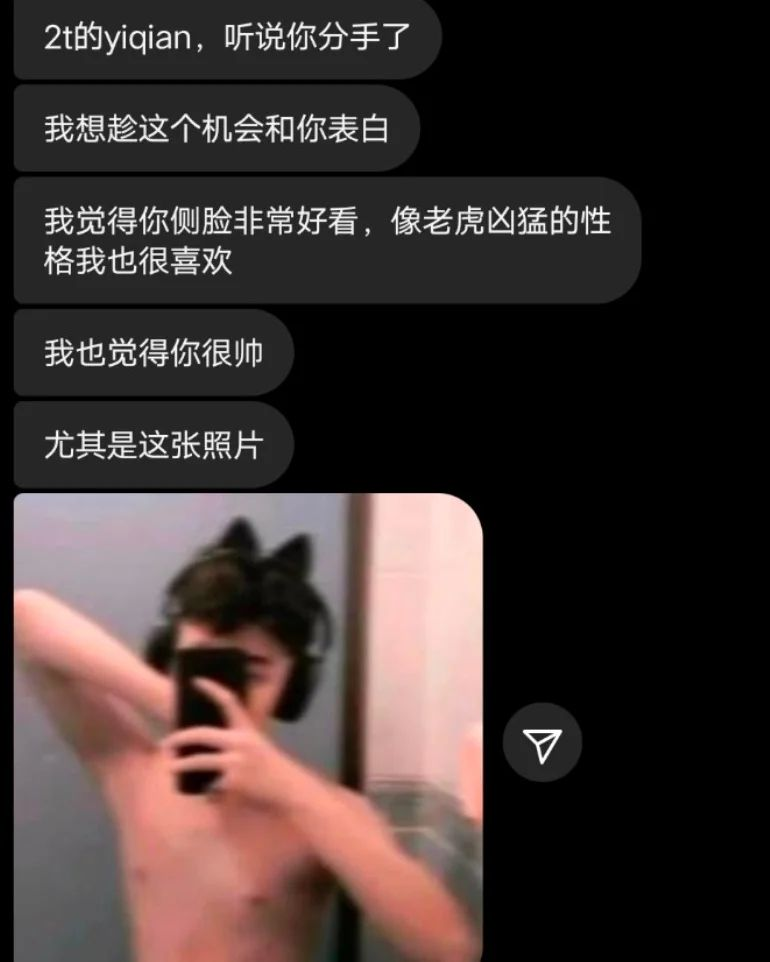 2t的yiqian，听说你分手了
我想趁这个机会和你表白
我觉得你侧脸非常好看，像老虎凶猛的性
格我也很喜欢
我也觉得你很帅
尤其是这张照片